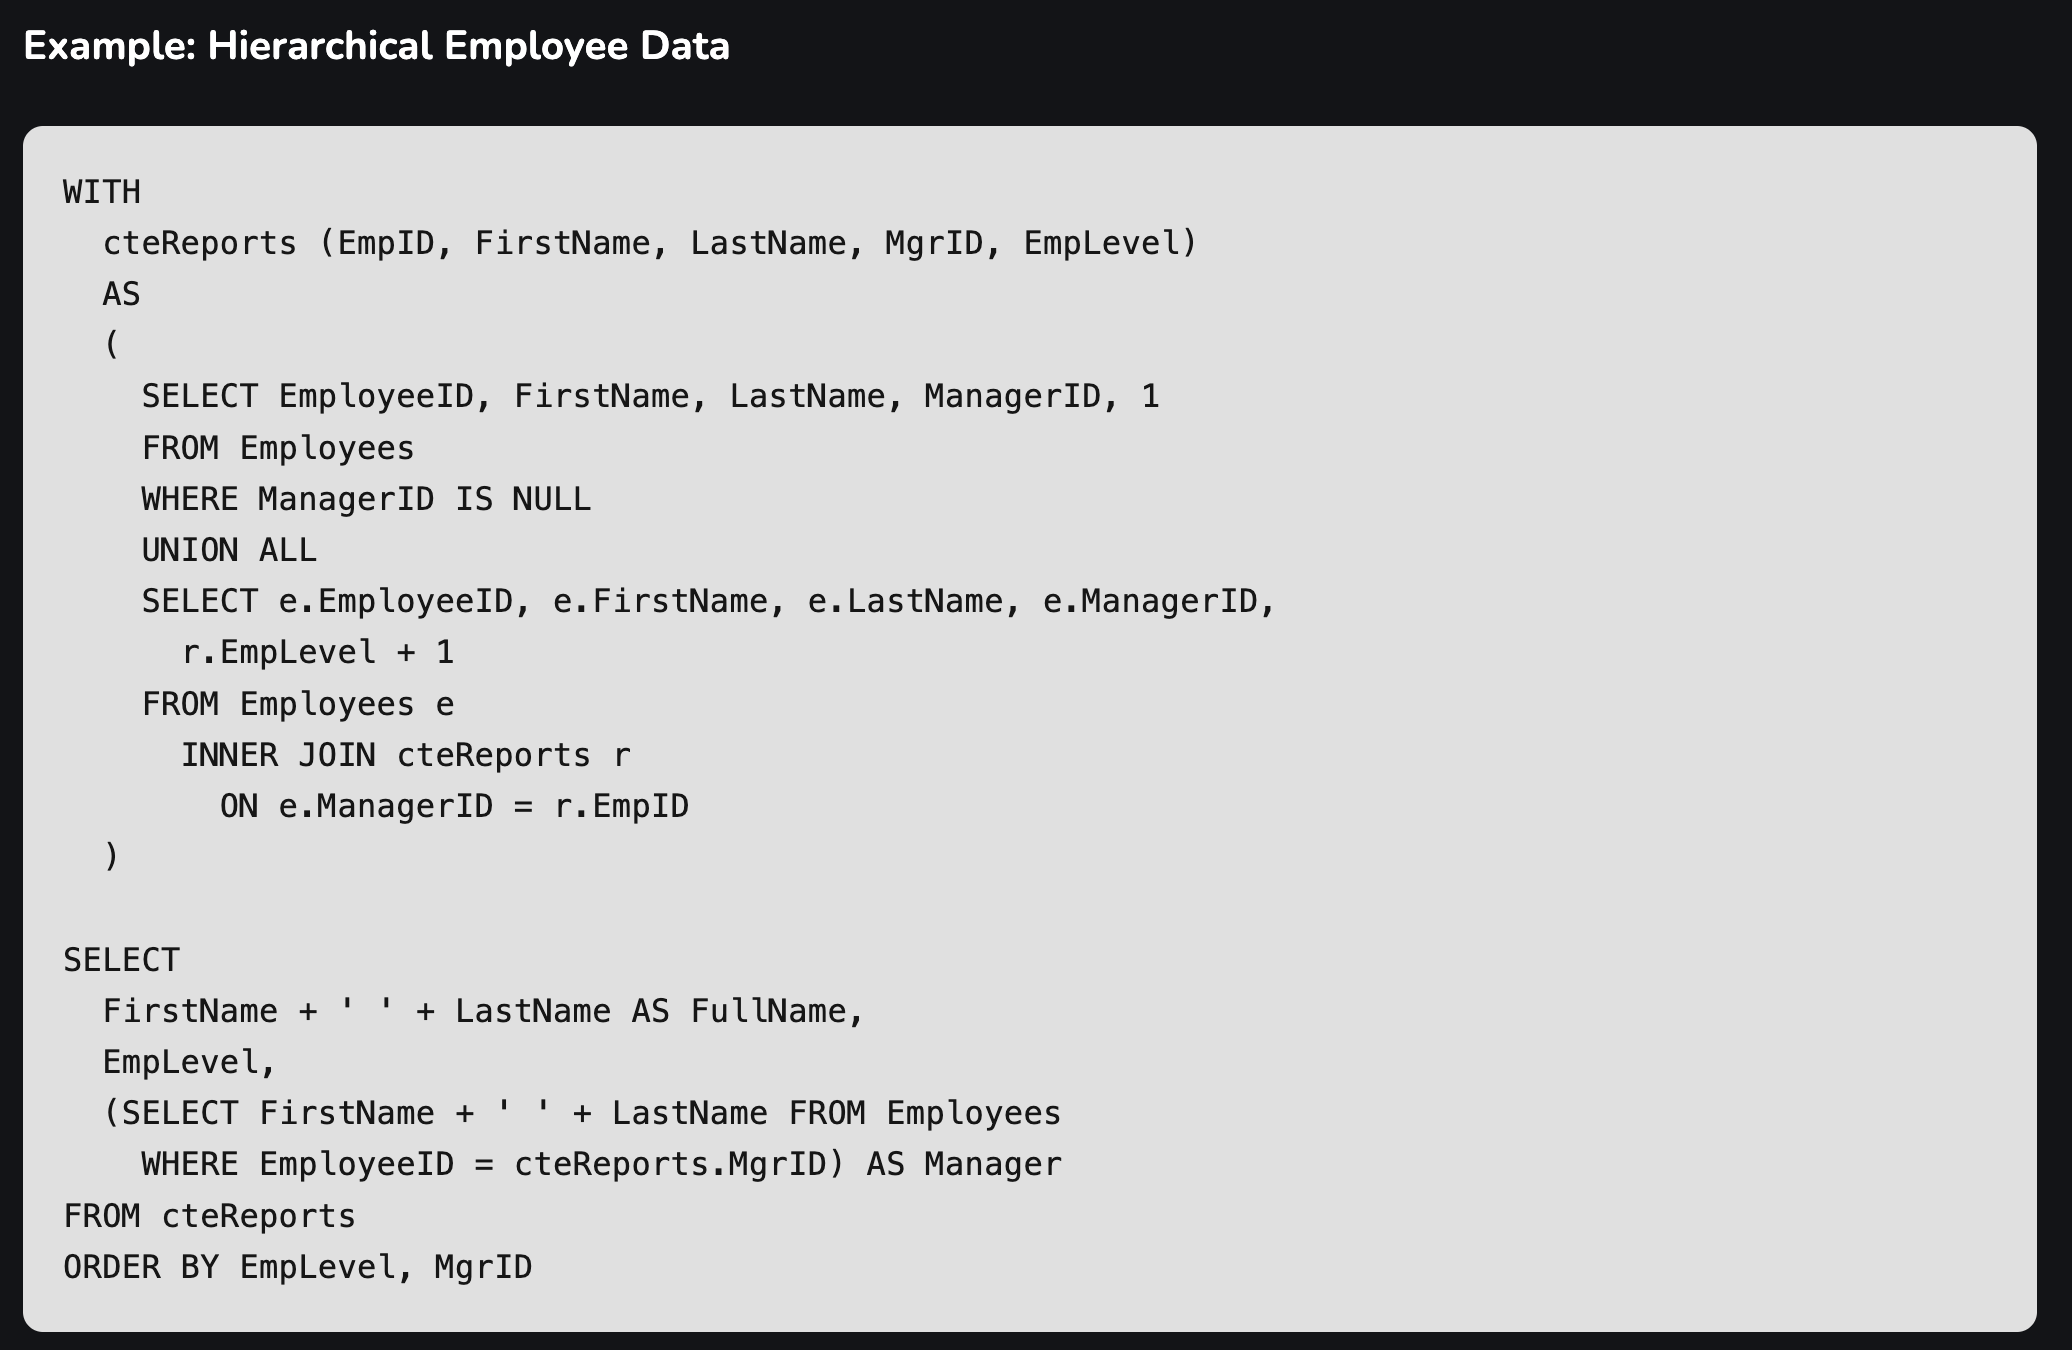 Example: Hierarchical Employee Data
WITH
  cteReports (EmpID, FirstName, LastName, MgrID, EmpLevel)
  AS
  (
    SELECT EmployeeID, FirstName, LastName, ManagerID, 1
    FROM Employees
    WHERE ManagerID IS NULL
    UNION ALL
    SELECT e.EmployeeID, e.FirstName, e.LastName, e.ManagerID,
      r.EmpLevel + 1
    FROM Employees e
      INNER JOIN cteReports r
        ON e.ManagerID = r.EmpID
  )

SELECT
  FirstName + ' ' + LastName AS FullName,
  EmpLevel,
  (SELECT FirstName + ' ' + LastName FROM Employees
    WHERE EmployeeID = cteReports.MgrID) AS Manager
FROM cteReports
ORDER BY EmpLevel, MgrID